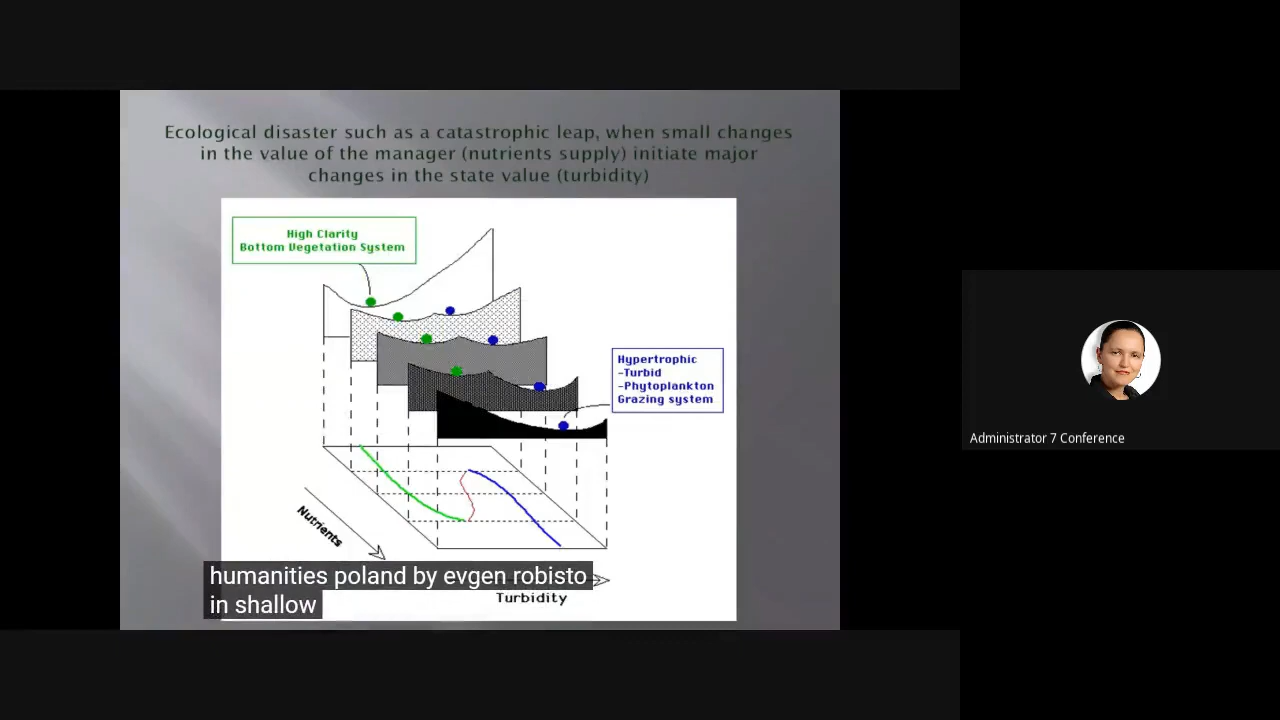 Ecological disaster such as a catastrophic leap, when small changes
in the value of the manager (nutrients supply) initiate major
changes in the state value (turbidity)
High Clarity
Bottom Vegetation System
Hypertrophic
-Turbid
-Phytoplankton
Grazing system
Nutrients
Turbidity
humanities poland by evgen robisto
in shallow
Administrator 7 Conference